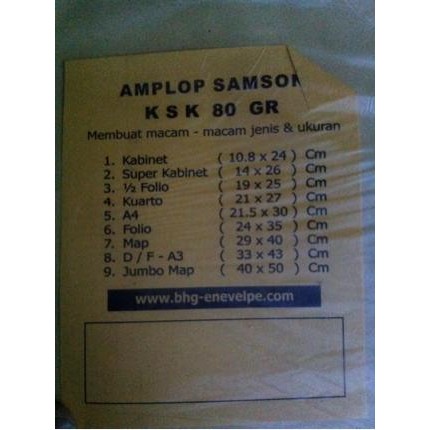 AMPLOP SAMSON
K S K 80 GR
Membuat macam - macam jenis & ukuran
1. Kabinet ( 10.8 x 24 ) Cm
2. Super Kabinet ( 14 x 26 ) Cm
3. ½ Folio ( 19 x 25 ) Cm
4. Kuarto ( 21 x 27 ) Cm
5. A4 ( 21.5 x 30 ) Cm
6. Folio ( 24 x 35 ) Cm
7. Map ( 29 x 40 ) Cm
8. D / F - A3 ( 33 x 43 ) Cm
9. Jumbo Map ( 40 x 50 ) Cm
www.bhg-enevelpe.com